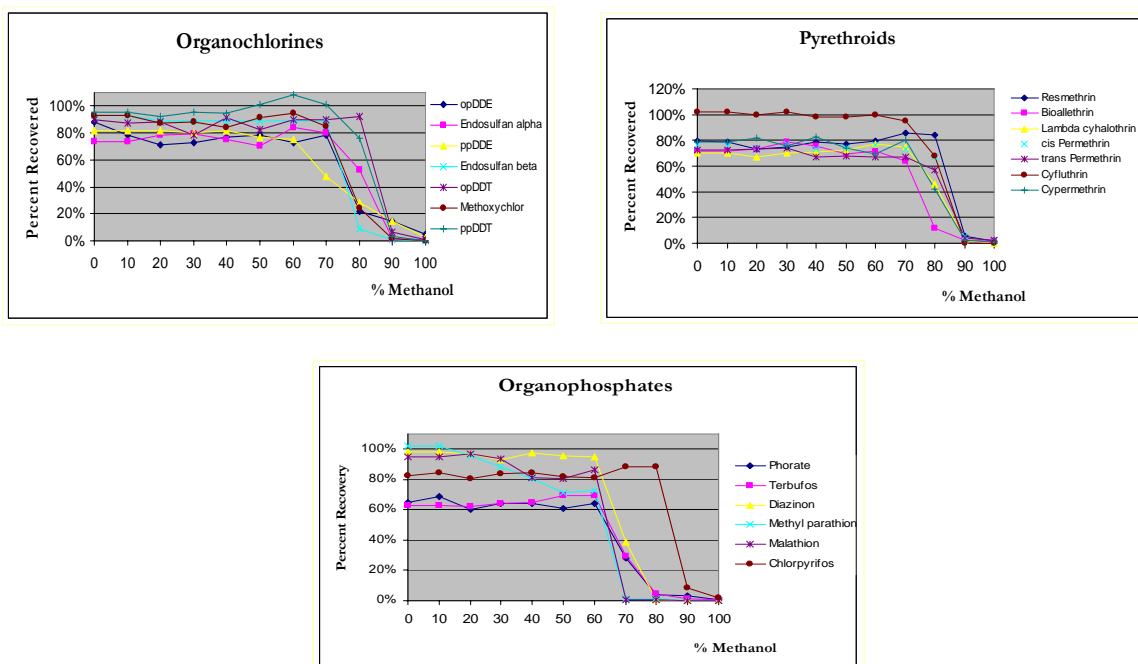 Organochlorines
Percent Recovered
100%
80%
60%
40%
20%
0%
0 10 20 30 40 50 60 70 80 90 100
% Methanol
opDDE
Endosulfan alpha
ppDDE
Endosulfan beta
opDDT
Methoxychlor
ppDDT
Pyrethroids
Percent Recovered
120%
100%
80%
60%
40%
20%
0%
0 10 20 30 40 50 60 70 80 90 100
% Methanol
Resmethrin
Bioallethrin
Lambda cyhalothrin
cis Permethrin
trans Permethrin
Cyfluthrin
Cypermethrin
Organophosphates
Percent Recovery
100%
80%
60%
40%
20%
0%
0 10 20 30 40 50 60 70 80 90 100
% Methanol
Phorate
Terbufos
Diazinon
Methyl parathion
Malathion
Chlorpyrifos